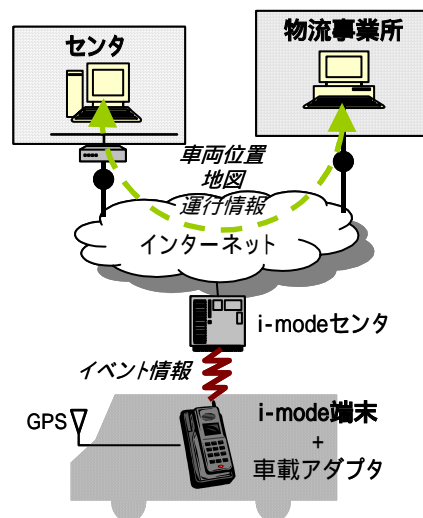 センタ
物流事業所
車両位置
地図
運行情報
インターネット
i-modeセンタ
イベント情報
GPS
i-mode端末
+
車載アダプタ